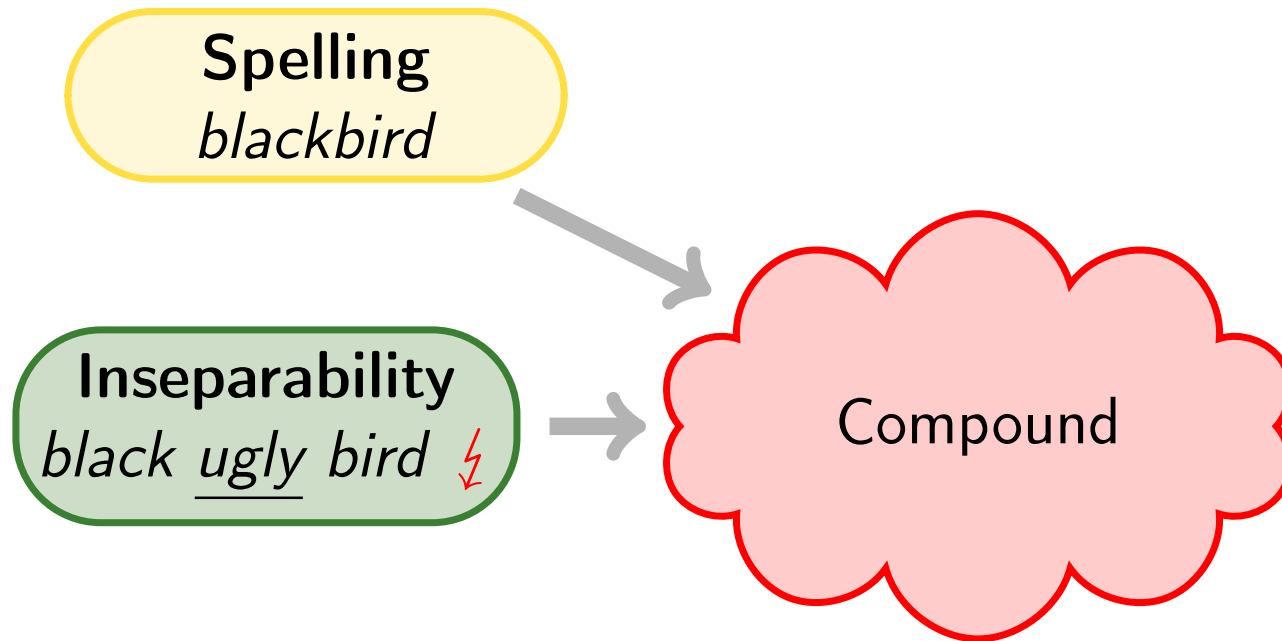 Spelling
blackbird
Inseparability
black ugly bird
Compound